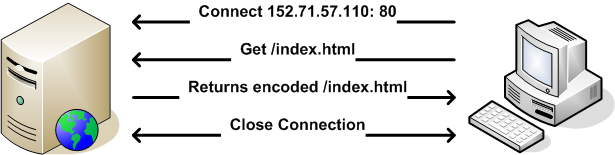 Connect 152.71.57.110: 80
Get /index.html
Returns encoded /index.html
Close Connection